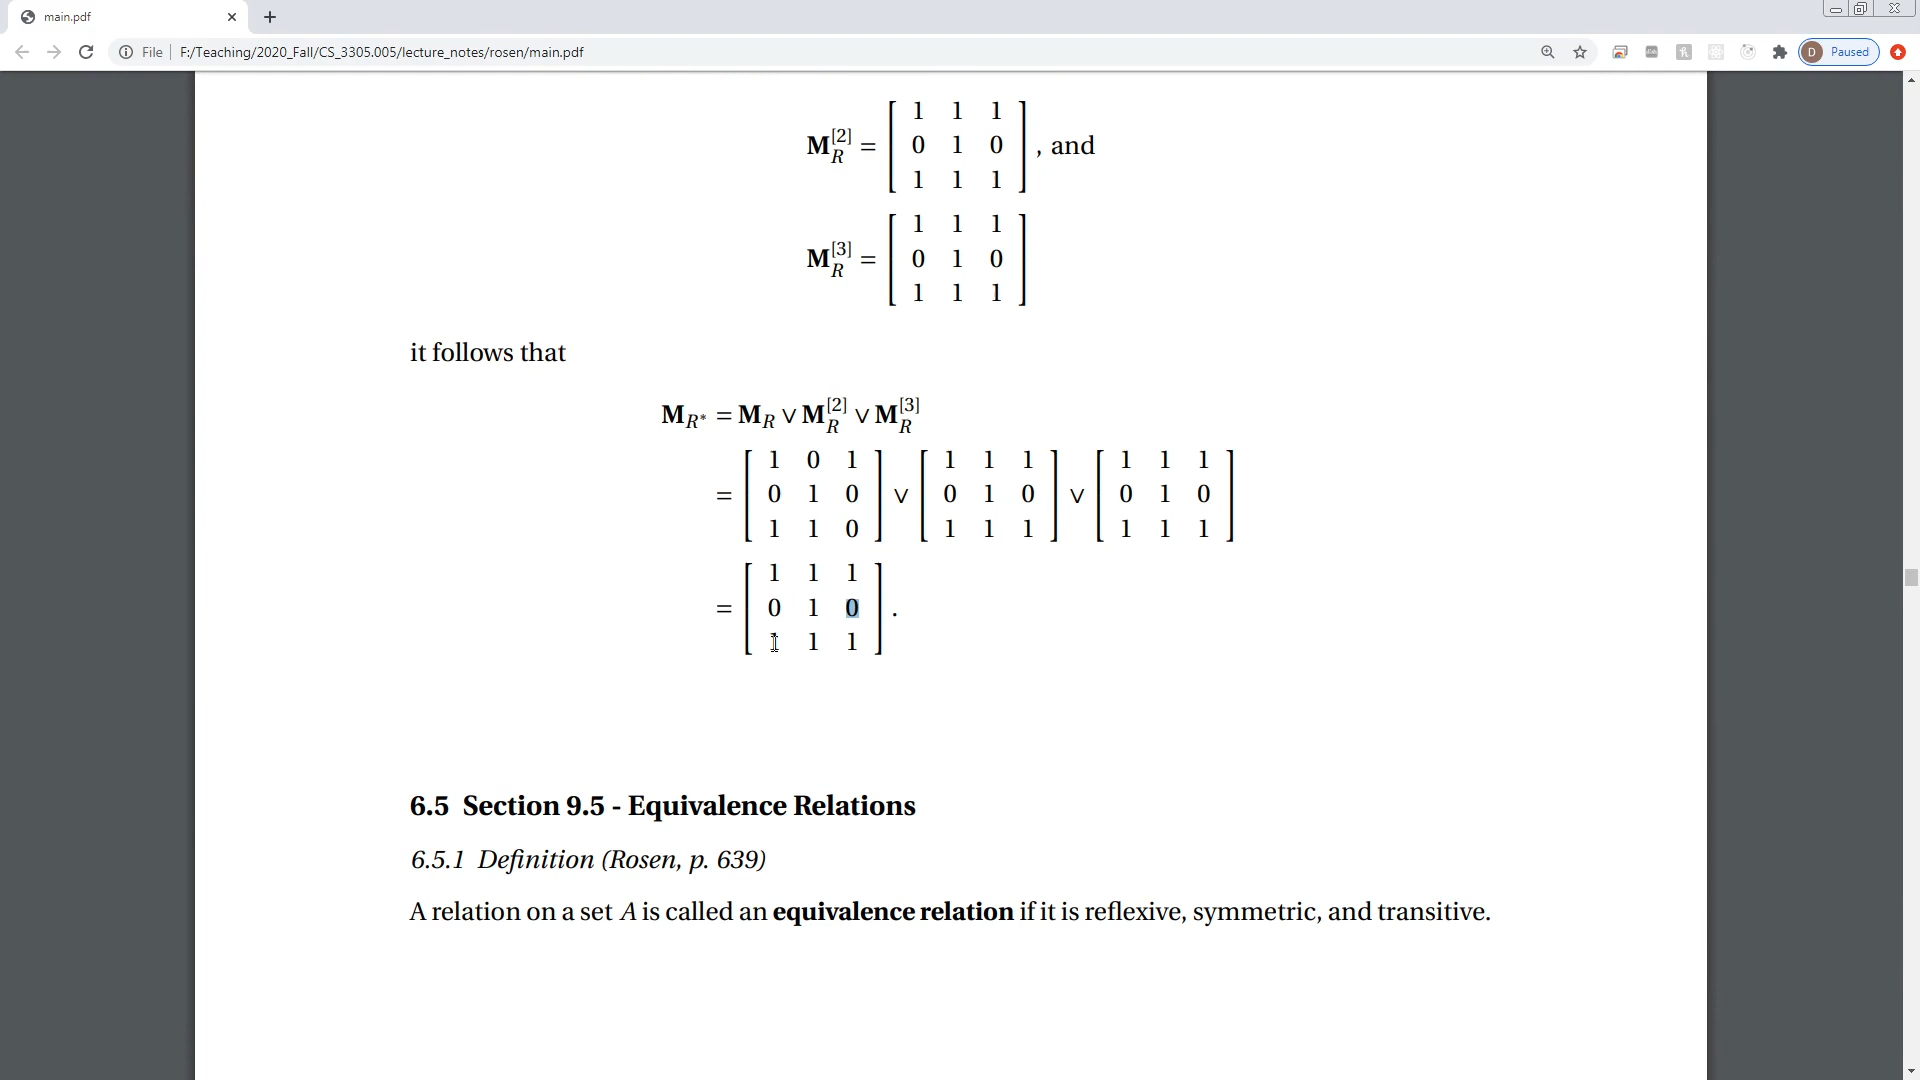 main.pdf
File F:/Teaching/2020_Fall/CS_3305.005/lecture_notes/rosen/main.pdf
D Paused
1 1 1
M_R^[2] = 0 1 0 , and
1 1 1
1 1 1
M_R^[3] = 0 1 0
1 1 1
it follows that
M_R* = M_R ∨ M_R^[2] ∨ M_R^[3]
1 0 1 1 1 1 1 1 1
= 0 1 0 ∨ 0 1 0 ∨ 0 1 0
1 1 0 1 1 1 1 1 1
1 1 1
= 0 1 0 .
1 1 1
6.5 Section 9.5 - Equivalence Relations
6.5.1 Definition (Rosen, p. 639)
A relation on a set A is called an equivalence relation if it is reflexive, symmetric, and transitive.